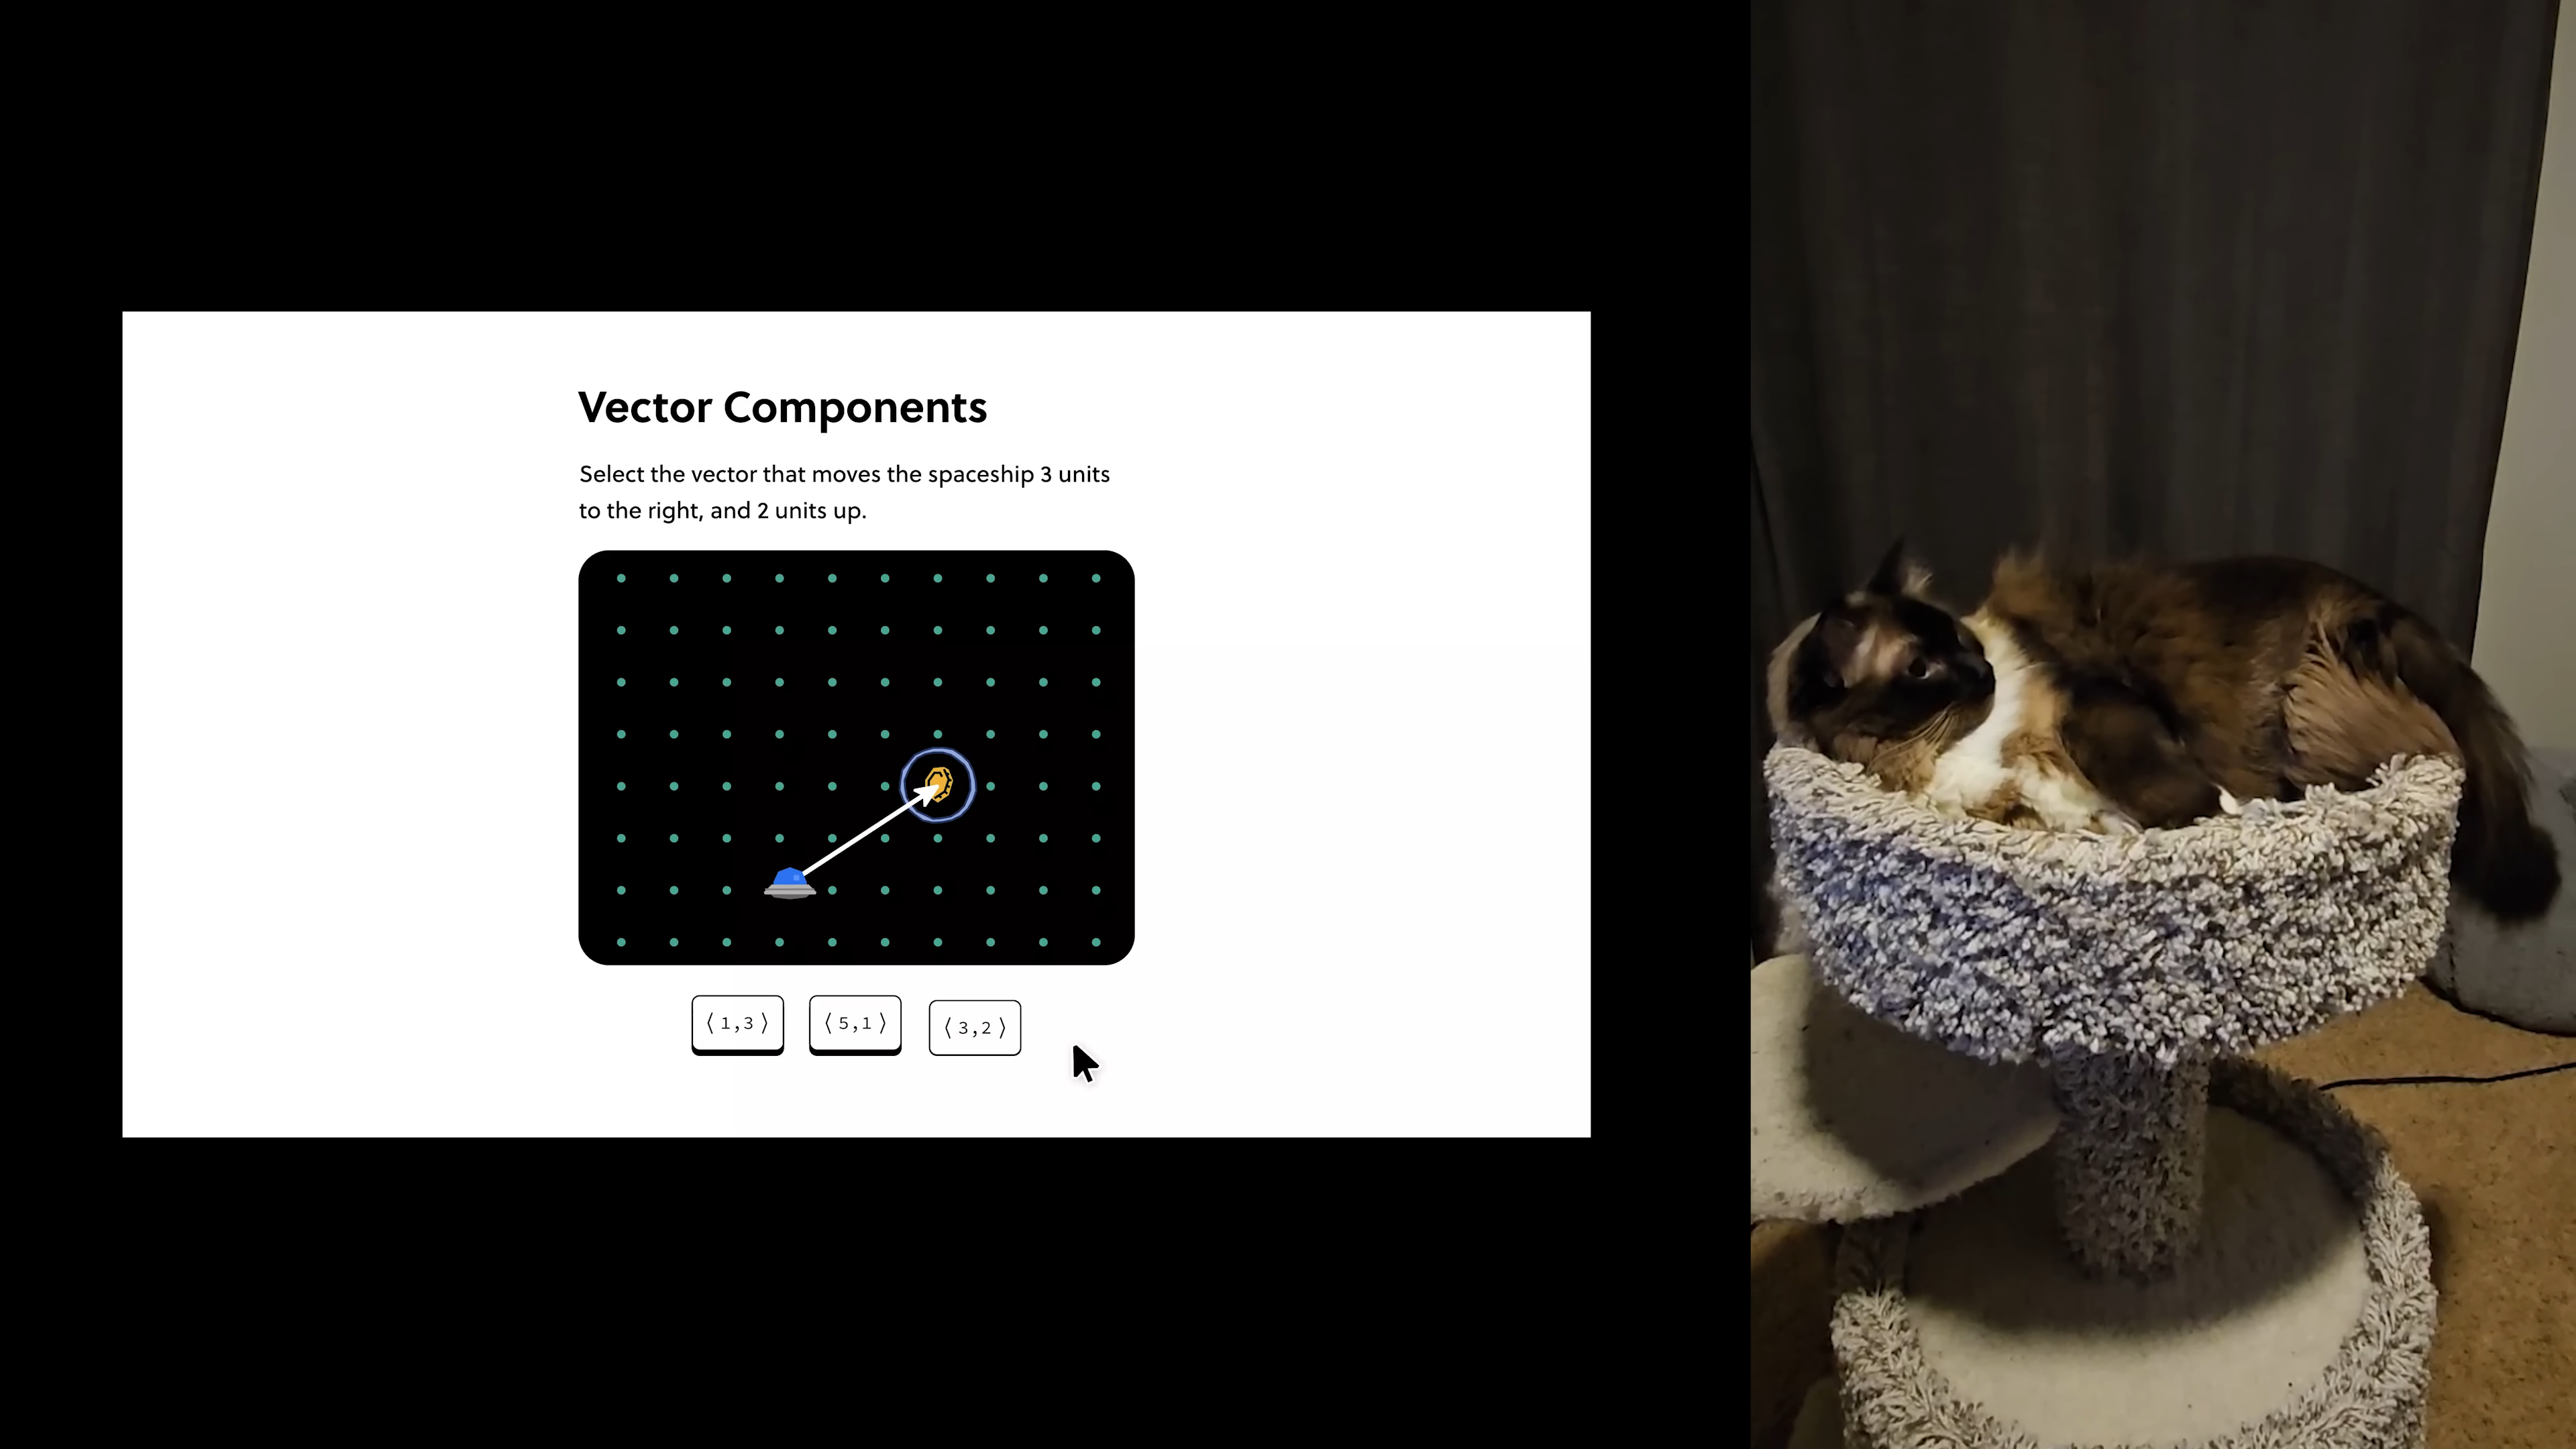 Vector Components
Select the vector that moves the spaceship 3 units
to the right, and 2 units up.
⟨1,3⟩ ⟨5,1⟩ ⟨3,2⟩